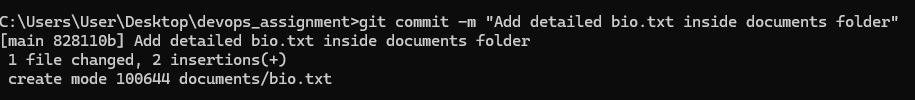 C:\Users\User\Desktop\devops_assignment>git commit -m "Add detailed bio.txt inside documents folder"
[main 828110b] Add detailed bio.txt inside documents folder
 1 file changed, 2 insertions(+)
 create mode 100644 documents/bio.txt